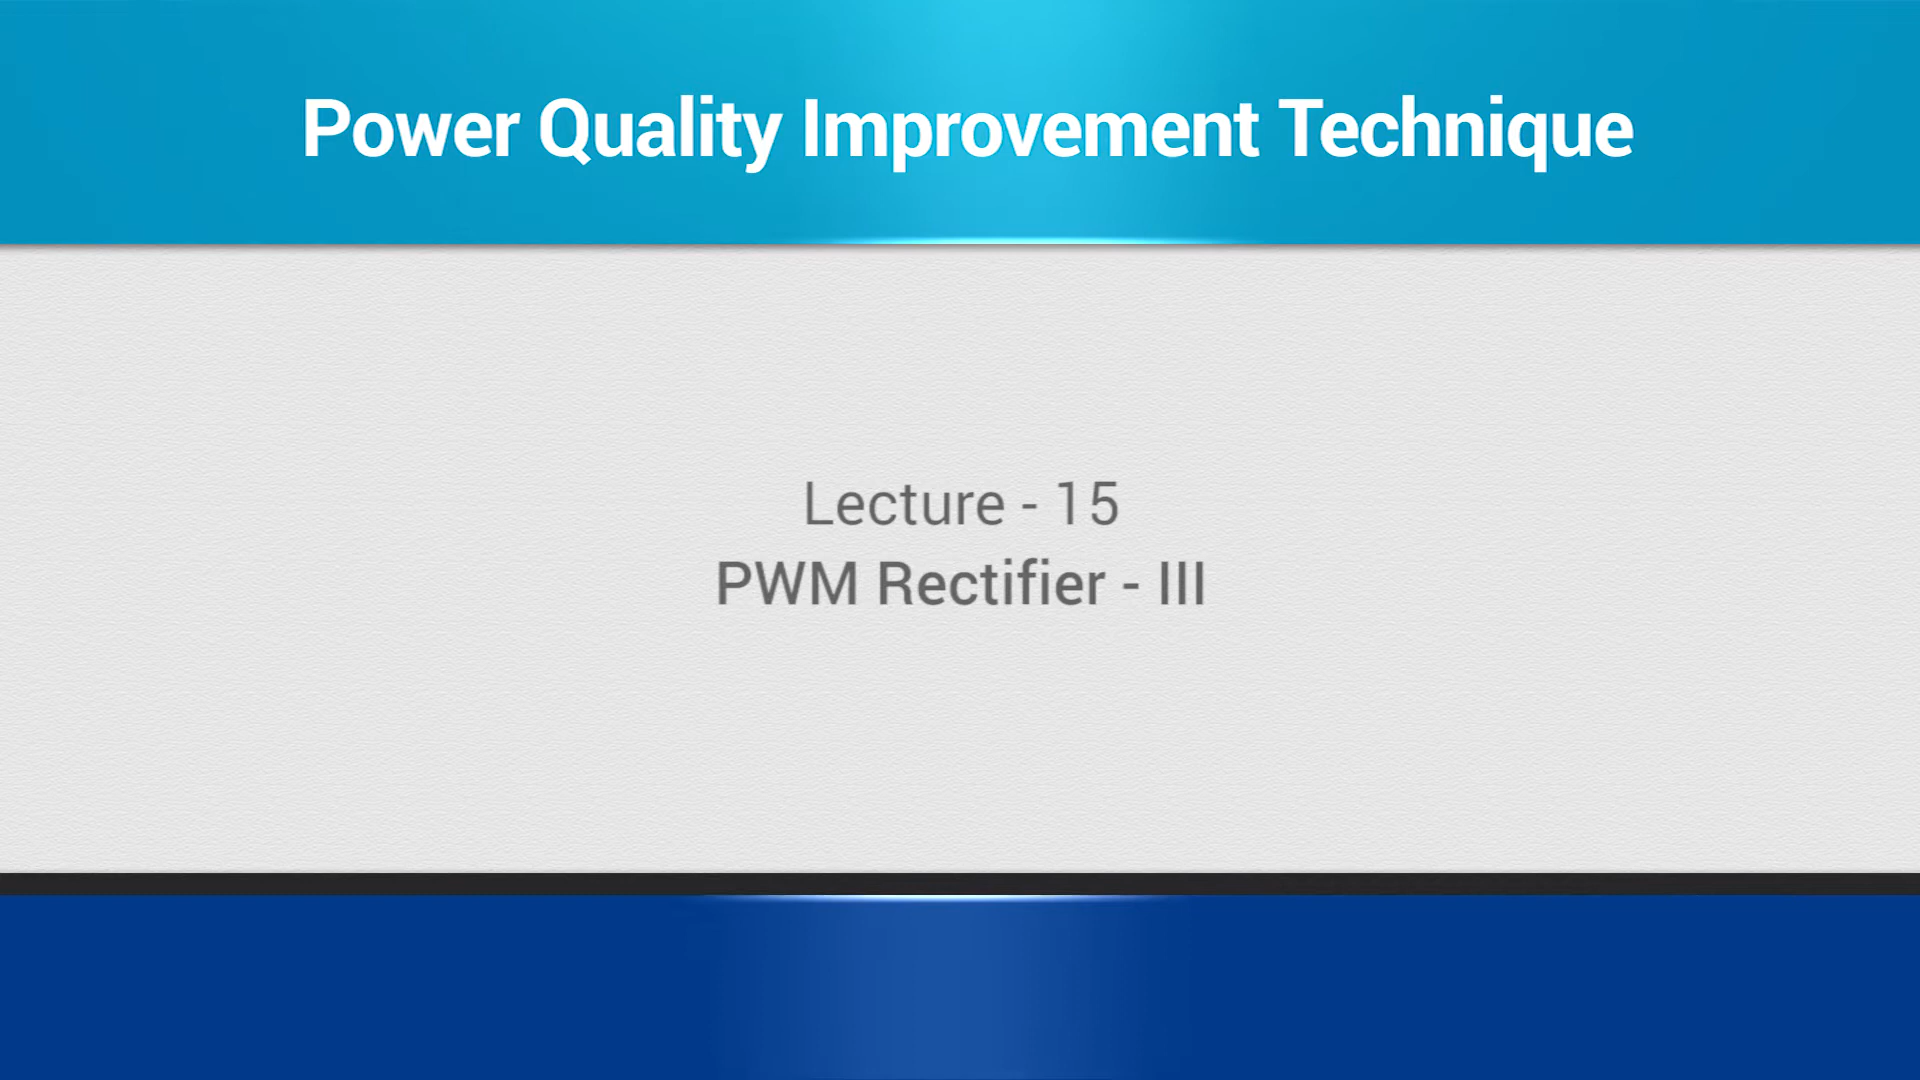 Power Quality Improvement Technique
Lecture - 15
PWM Rectifier - III